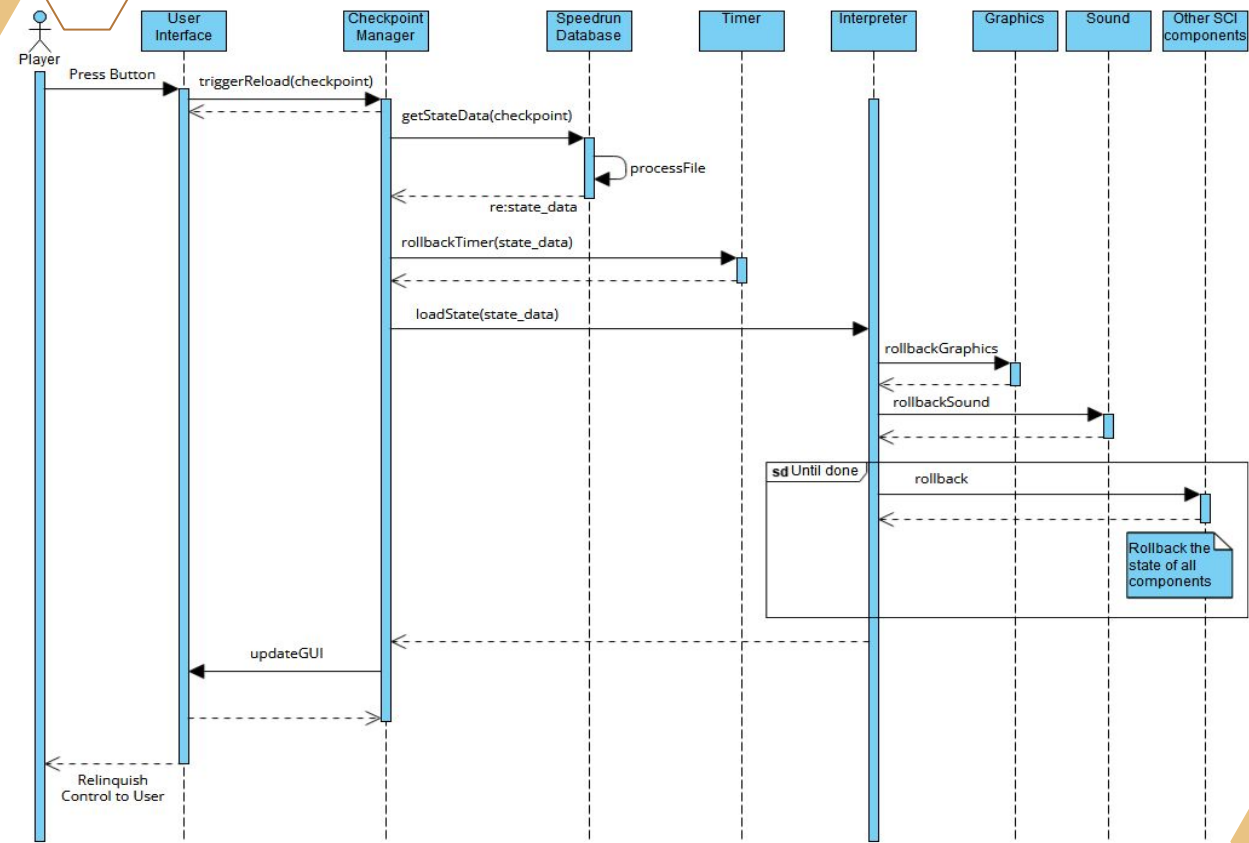 Player
User
Interface
Checkpoint
Manager
Speedrun
Database
Timer
Interpreter
Graphics
Sound
Other SCI
components
Press Button
triggerReload(checkpoint)
getStateData(checkpoint)
processFile
re:state_data
rollbackTimer(state_data)
loadState(state_data)
rollbackGraphics
rollbackSound
sd Until done
rollback
Rollback the
state of all
components
updateGUI
Relinquish
Control to User